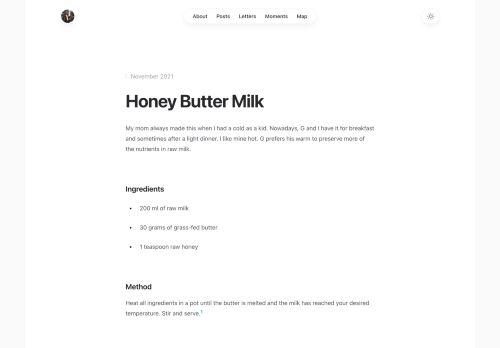 About Posts Letters Moments Map
November 2021
Honey Butter Milk
My mom always made this when I had a cold as a kid. Nowadays, G and I have it for breakfast
and sometimes after a light dinner. I like mine hot. G prefers his warm to preserve more of
the nutrients in raw milk.
Ingredients
• 200 ml of raw milk
• 30 grams of grass-fed butter
• 1 teaspoon raw honey
Method
Heat all ingredients in a pot until the butter is melted and the milk has reached your desired
temperature. Stir and serve.1